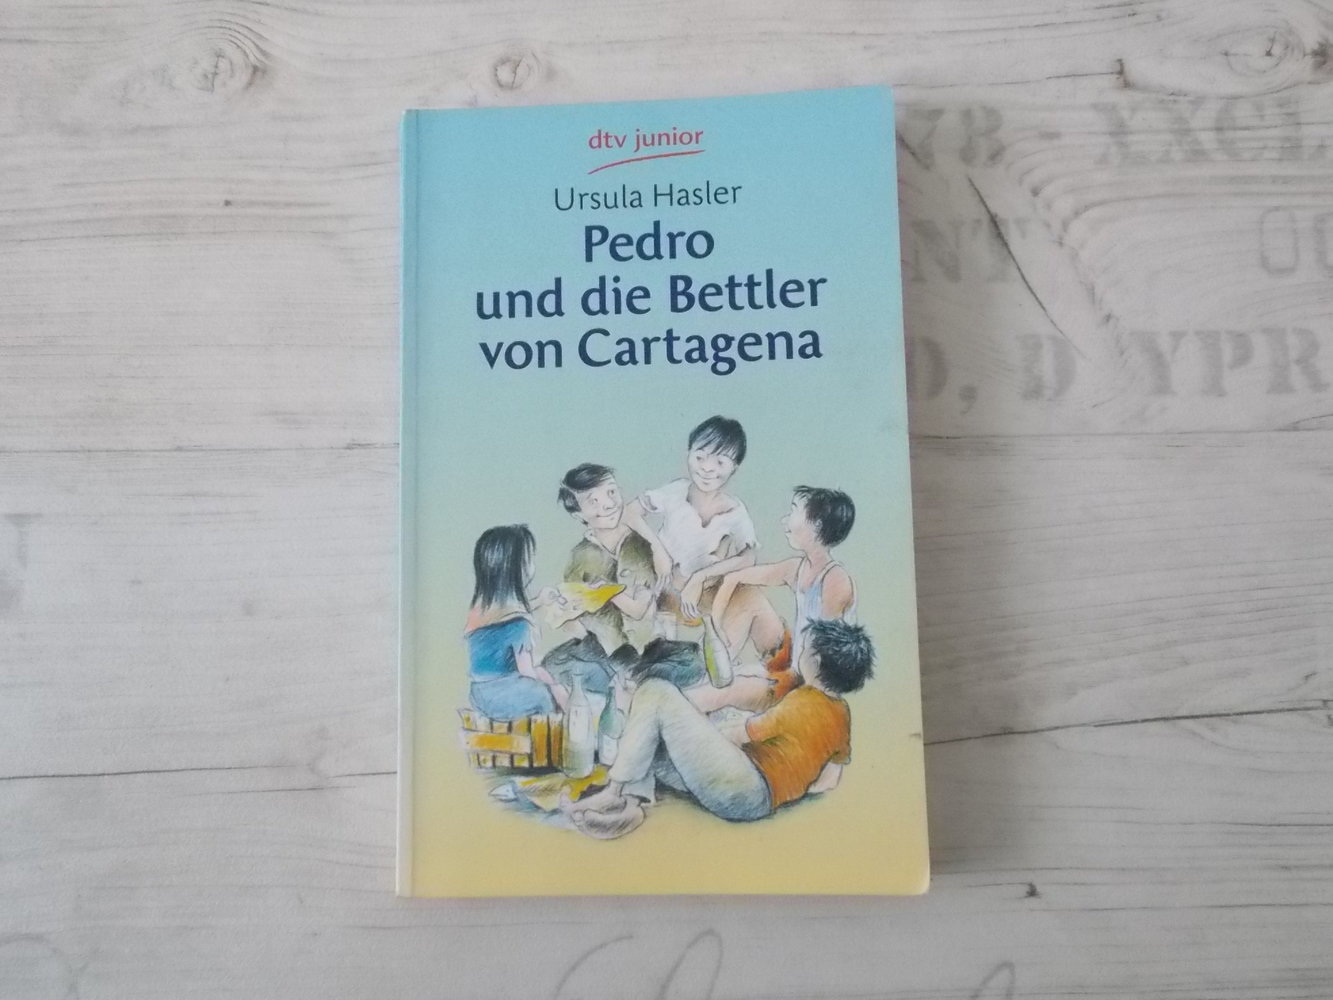 dtv junior
Ursula Hasler
Pedro
und die Bettler
von Cartagena